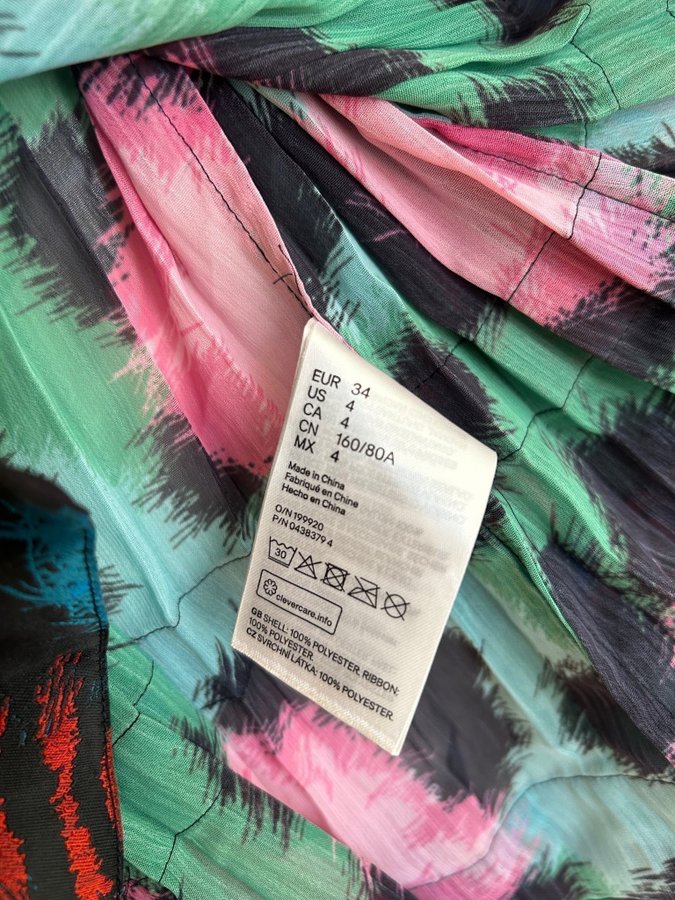 EUR 34
US 4
CA 4
CN 160/80A
MX 4
Made in China
Fabriqué en Chine
Hecho en China
O/N 199920
P/N 0438379 4
30
clevercare.info
GB SHELL: 100% POLYESTER. RIBBON:
100% POLYESTER.
CZ SVRCHNÍ LÁTKA: 100% POLYESTER.